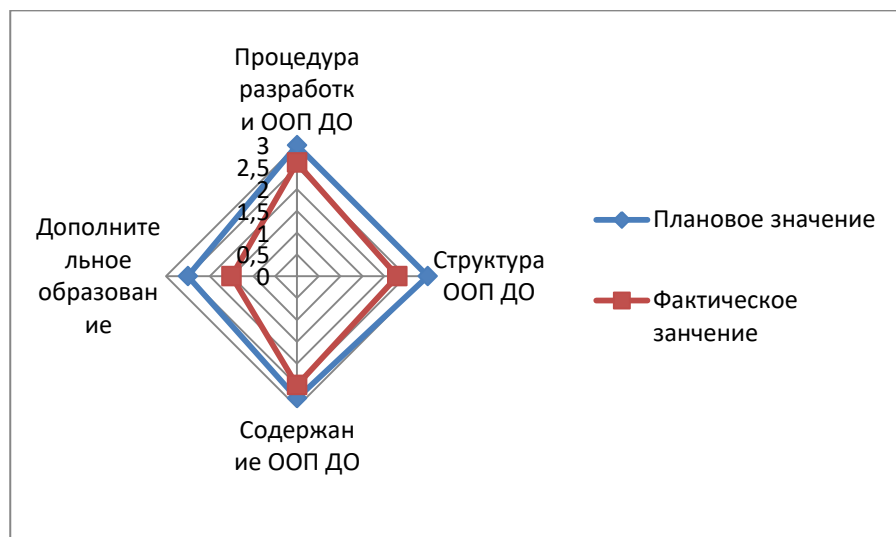 Процедура
разработк
и ООП ДО
3
2,5
2
1,5
1
0,5
0
Дополните
льное
образован
ие
Структура
ООП ДО
Содержан
ие ООП ДО
Плановое значение
Фактическое
занчение